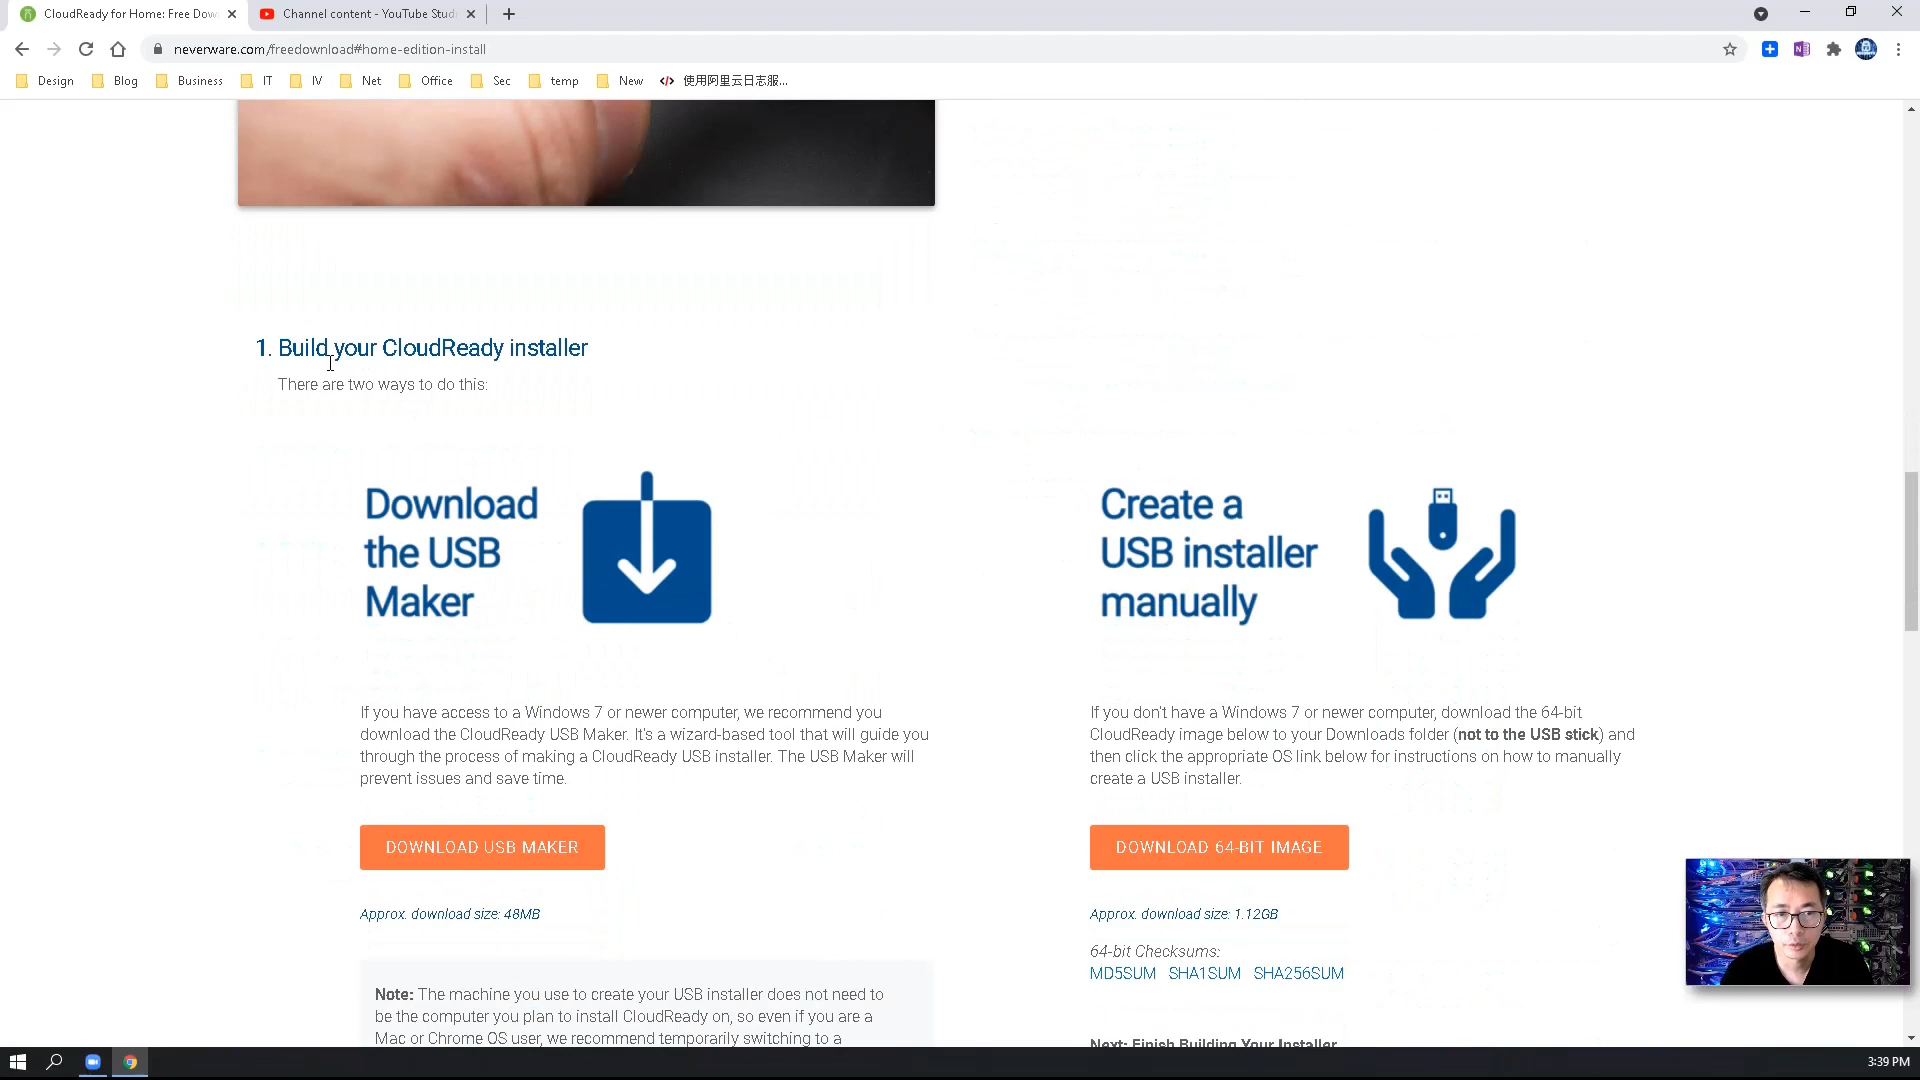 CloudReady for Home: Free Dow
Channel content - YouTube Stud
neverware.com/freedownload#home-edition-install
Design
Blog
Business
IT
IV
Net
Office
Sec
temp
New
使用阿里云日志服...
1. Build your CloudReady installer
There are two ways to do this:
Download
the USB
Maker
If you have access to a Windows 7 or newer computer, we recommend you
download the CloudReady USB Maker. It's a wizard-based tool that will guide you
through the process of making a CloudReady USB installer. The USB Maker will
prevent issues and save time.
DOWNLOAD USB MAKER
Approx. download size: 48MB
Note: The machine you use to create your USB installer does not need to
be the computer you plan to install CloudReady on, so even if you are a
Mac or Chrome OS user, we recommend temporarily switching to a
Create a
USB installer
manually
If you don't have a Windows 7 or newer computer, download the 64-bit
CloudReady image below to your Downloads folder (not to the USB stick) and
then click the appropriate OS link below for instructions on how to manually
create a USB installer.
DOWNLOAD 64-BIT IMAGE
Approx. download size: 1.12GB
64-bit Checksums:
MD5SUM SHA1SUM SHA256SUM
Next: Finish Building Your Installer
3:39 PM